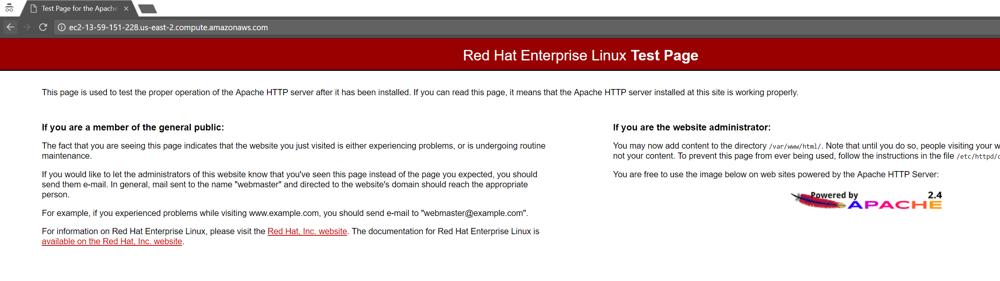 Test Page for the Apache
ec2-13-59-151-228.us-east-2.compute.amazonaws.com
Red Hat Enterprise Linux Test Page
This page is used to test the proper operation of the Apache HTTP server after it has been installed. If you can read this page, it means that the Apache HTTP server installed at this site is working properly.
If you are a member of the general public:
The fact that you are seeing this page indicates that the website you just visited is either experiencing problems, or is undergoing routine
maintenance.
If you would like to let the administrators of this website know that you've seen this page instead of the page you expected, you should
send them e-mail. In general, mail sent to the name "webmaster" and directed to the website's domain should reach the appropriate
person.
For example, if you experienced problems while visiting www.example.com, you should send e-mail to "webmaster@example.com".
For information on Red Hat Enterprise Linux, please visit the Red Hat, Inc. website. The documentation for Red Hat Enterprise Linux is
available on the Red Hat, Inc. website.
If you are the website administrator:
You may now add content to the directory /var/www/html/. Note that until you do so, people visiting your
not your content. To prevent this page from ever being used, follow the instructions in the file /etc/httpd/
You are free to use the image below on web sites powered by the Apache HTTP Server:
Powered by 2.4
APACHE